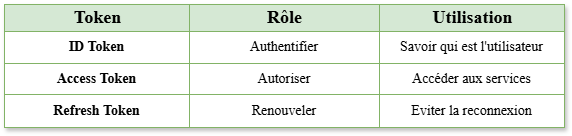 Token Rôle Utilisation
ID Token Authentifier Savoir qui est l'utilisateur
Access Token Autoriser Accéder aux services
Refresh Token Renouveler Eviter la reconnexion